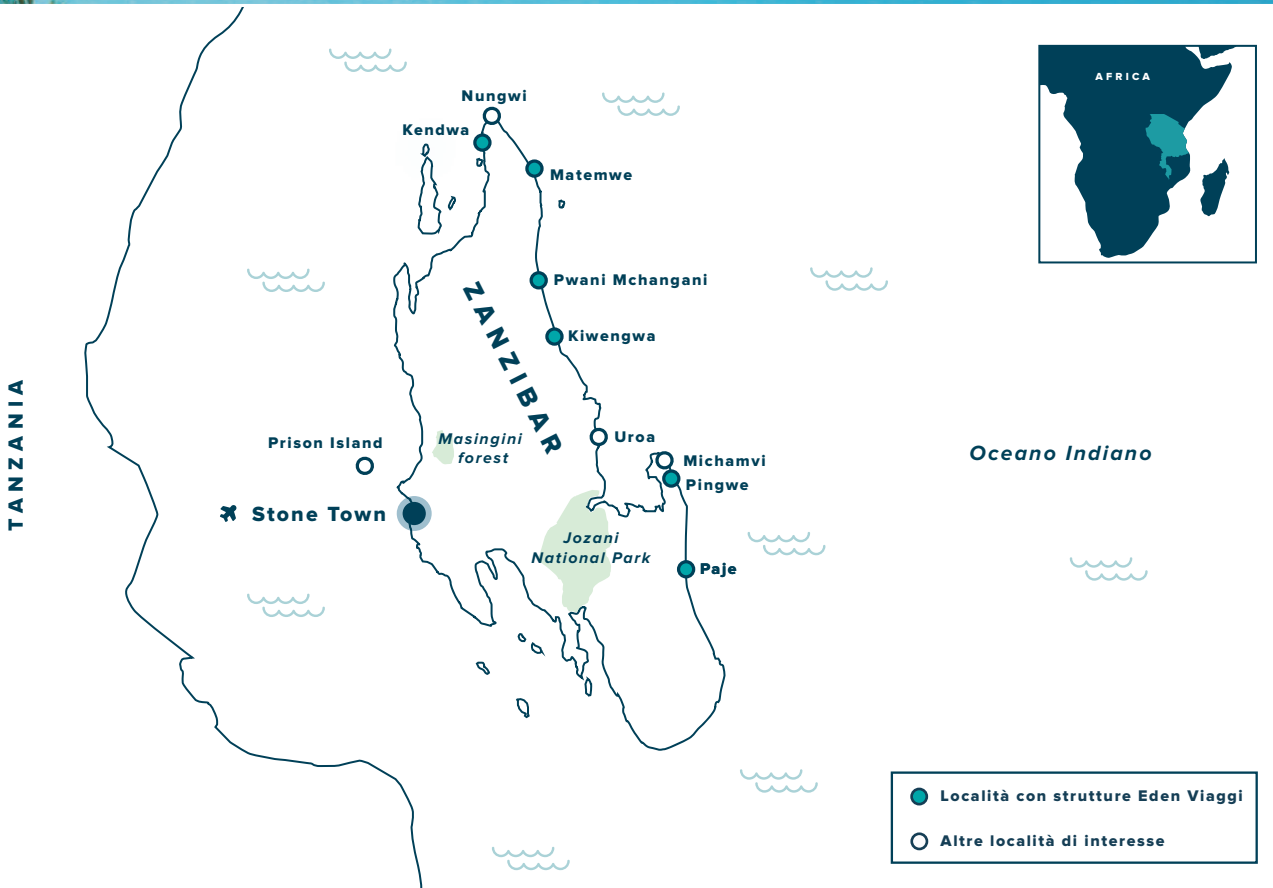 AFRICA
Nungwi
Kendwa
Matemwe
Pwani Mchangani
ZANZIBAR
Kiwengwa
TANZANIA
Prison Island
Masingini
forest
Uroa
Michamvi
Pingwe
Oceano Indiano
Stone Town
Jozani
National Park
Paje
Località con strutture Eden Viaggi
Altre località di interesse